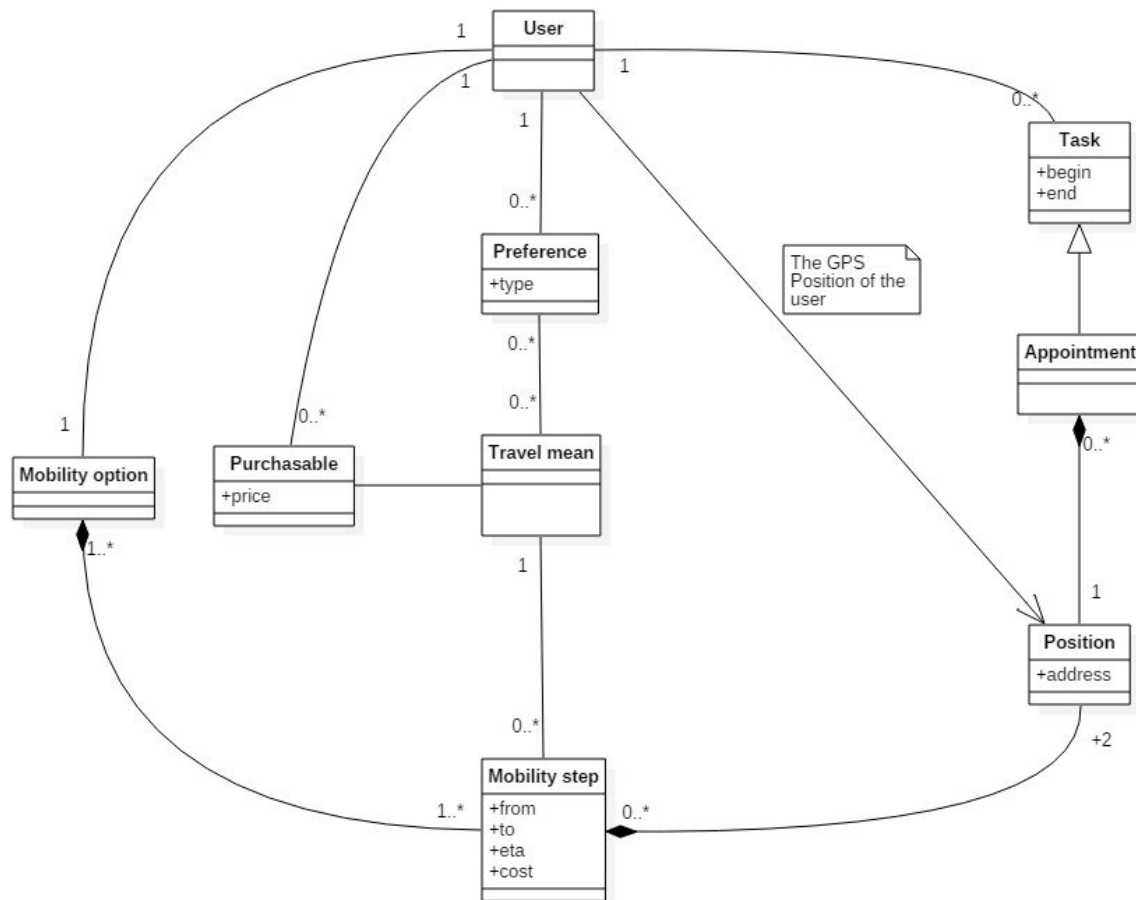 User
1
1
1
1
0..*
0..*
Task
+begin
+end
Preference
+type
The GPS
Position of the
user
0..*
Appointment
0..*
0..*
0..*
1
Mobility option
Purchasable
+price
Travel mean
1..*
1
1
Position
+address
0..*
+2
Mobility step
+from
+to
+eta
+cost
1..*
0..*